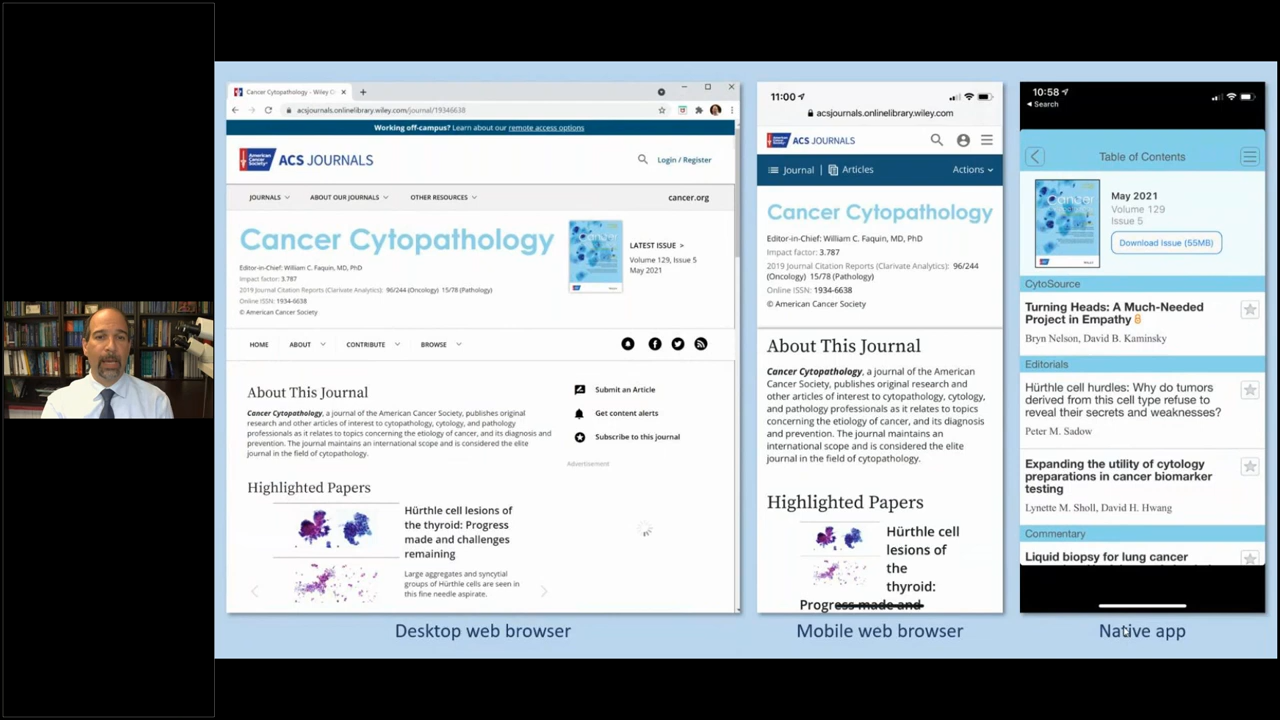 Cancer Cytopathology - Wiley O
acsjournals.onlinelibrary.wiley.com/journal/19346638
Working off-campus? Learn about our remote access options
American
Cancer
Society
ACS JOURNALS
Login / Register
JOURNALS
ABOUT OUR JOURNALS
OTHER RESOURCES
cancer.org
Cancer Cytopathology
Editor-in-Chief: William C. Faquin, MD, PhD
Impact factor: 3.787
2019 Journal Citation Reports (Clarivate Analytics): 96/244 (Oncology) 15/78 (Pathology)
Online ISSN: 1934-6638
© American Cancer Society
LATEST ISSUE >
Volume 129, Issue 5
May 2021
HOME
ABOUT
CONTRIBUTE
BROWSE
About This Journal
Cancer Cytopathology, a journal of the American Cancer Society, publishes original
research and other articles of interest to cytopathology, cytology, and pathology
professionals as it relates to topics concerning the etiology of cancer, and its diagnosis and
prevention. The journal maintains an international scope and is considered the elite
journal in the field of cytopathology.
Submit an Article
Get content alerts
Subscribe to this journal
Advertisement
Highlighted Papers
Hürthle cell lesions of
the thyroid: Progress
made and challenges
remaining
Large aggregates and syncytial
groups of Hürthle cells are seen in
this fine needle aspirate.
Desktop web browser
11:00
acsjournals.onlinelibrary.wiley.com
American
Cancer
Society
ACS JOURNALS
Journal
Articles
Actions
Cancer Cytopathology
Editor-in-Chief: William C. Faquin, MD, PhD
Impact factor: 3.787
2019 Journal Citation Reports (Clarivate Analytics): 96/244
(Oncology) 15/78 (Pathology)
Online ISSN: 1934-6638
© American Cancer Society
About This Journal
Cancer Cytopathology, a journal of the American
Cancer Society, publishes original research and
other articles of interest to cytopathology, cytology,
and pathology professionals as it relates to topics
concerning the etiology of cancer, and its diagnosis
and prevention. The journal maintains an
international scope and is considered the elite
journal in the field of cytopathology.
Highlighted Papers
Hürthle cell
lesions of
the
thyroid:
Progress made and
Mobile web browser
10:58
Search
Table of Contents
May 2021
Volume 129
Issue 5
Download Issue (55MB)
CytoSource
Turning Heads: A Much-Needed
Project in Empathy
Bryn Nelson, David B. Kaminsky
Editorials
Hürthle cell hurdles: Why do tumors
derived from this cell type refuse to
reveal their secrets and weaknesses?
Peter M. Sadow
Expanding the utility of cytology
preparations in cancer biomarker
testing
Lynette M. Sholl, David H. Hwang
Commentary
Liquid biopsy for lung cancer
Native app